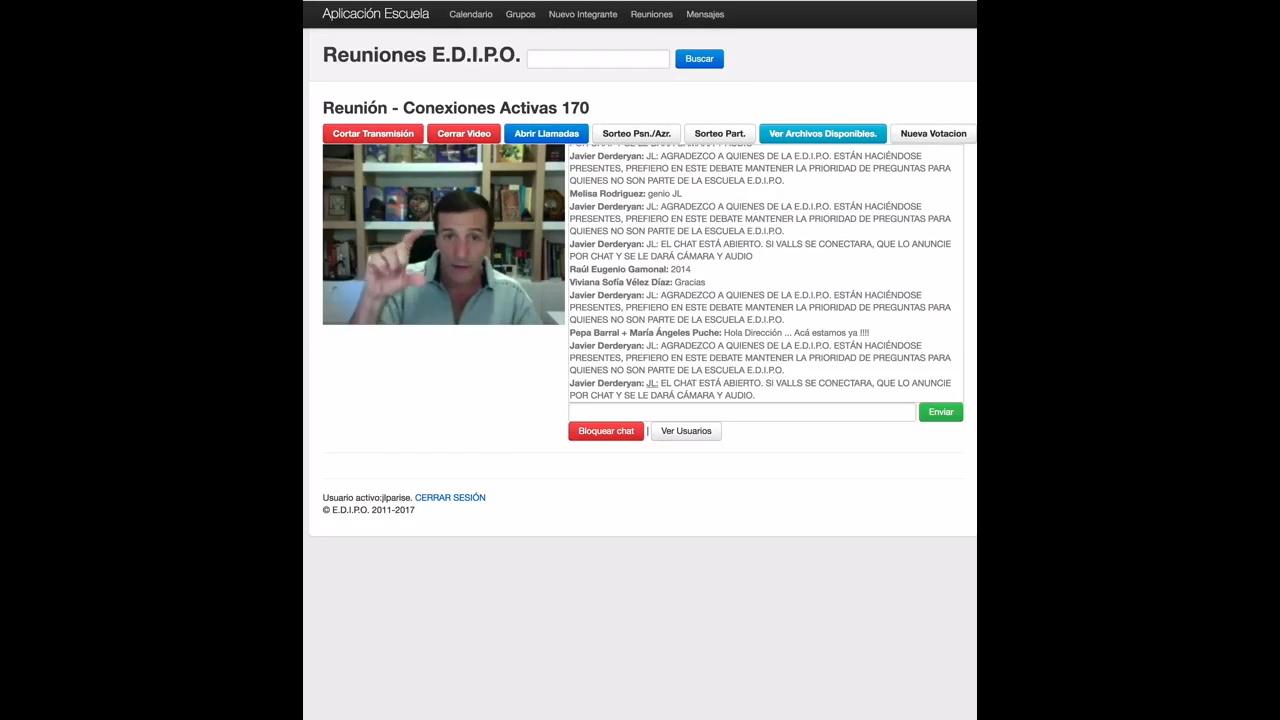 Aplicación Escuela Calendario Grupos Nuevo Integrante Reuniones Mensajes
Reuniones E.D.I.P.O. Buscar
Reunión - Conexiones Activas 170
Cortar Transmisión Cerrar Video Abrir Llamadas Sorteo Psn./Azr. Sorteo Part. Ver Archivos Disponibles. Nueva Votacion
POR CHAT Y SE LE DARÁ CÁMARA Y AUDIO
Javier Derderyan: JL: AGRADEZCO A QUIENES DE LA E.D.I.P.O. ESTÁN HACIÉNDOSE
PRESENTES, PREFIERO EN ESTE DEBATE MANTENER LA PRIORIDAD DE PREGUNTAS PARA
QUIENES NO SON PARTE DE LA ESCUELA E.D.I.P.O.
Melisa Rodriguez: genio JL
Javier Derderyan: JL: AGRADEZCO A QUIENES DE LA E.D.I.P.O. ESTÁN HACIÉNDOSE
PRESENTES, PREFIERO EN ESTE DEBATE MANTENER LA PRIORIDAD DE PREGUNTAS PARA
QUIENES NO SON PARTE DE LA ESCUELA E.D.I.P.O.
Javier Derderyan: JL: EL CHAT ESTÁ ABIERTO. SI VALLS SE CONECTARA, QUE LO ANUNCIE
POR CHAT Y SE LE DARÁ CÁMARA Y AUDIO
Raúl Eugenio Gamonal: 2014
Viviana Sofía Vélez Díaz: Gracias
Javier Derderyan: JL: AGRADEZCO A QUIENES DE LA E.D.I.P.O. ESTÁN HACIÉNDOSE
PRESENTES, PREFIERO EN ESTE DEBATE MANTENER LA PRIORIDAD DE PREGUNTAS PARA
QUIENES NO SON PARTE DE LA ESCUELA E.D.I.P.O.
Pepa Barral + María Ángeles Puche: Hola Dirección ... Acá estamos ya !!!!
Javier Derderyan: JL: AGRADEZCO A QUIENES DE LA E.D.I.P.O. ESTÁN HACIÉNDOSE
PRESENTES, PREFIERO EN ESTE DEBATE MANTENER LA PRIORIDAD DE PREGUNTAS PARA
QUIENES NO SON PARTE DE LA ESCUELA E.D.I.P.O.
Javier Derderyan: JL: EL CHAT ESTÁ ABIERTO. SI VALLS SE CONECTARA, QUE LO ANUNCIE
POR CHAT Y SE LE DARÁ CÁMARA Y AUDIO.
Enviar
Bloquear chat | Ver Usuarios
Usuario activo:jlparise. CERRAR SESIÓN
© E.D.I.P.O. 2011-2017